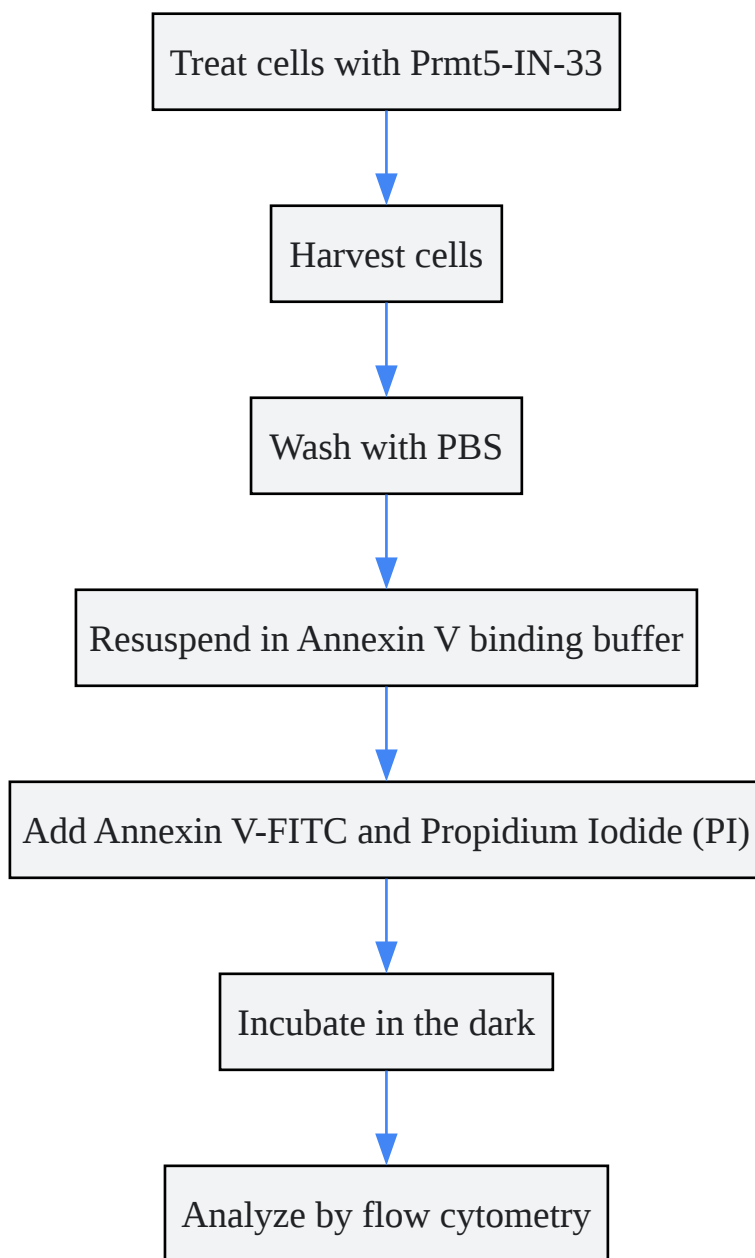 Treat cells with Prmt5-IN-33
Harvest cells
Wash with PBS
Resuspend in Annexin V binding buffer
Add Annexin V-FITC and Propidium Iodide (PI)
Incubate in the dark
Analyze by flow cytometry